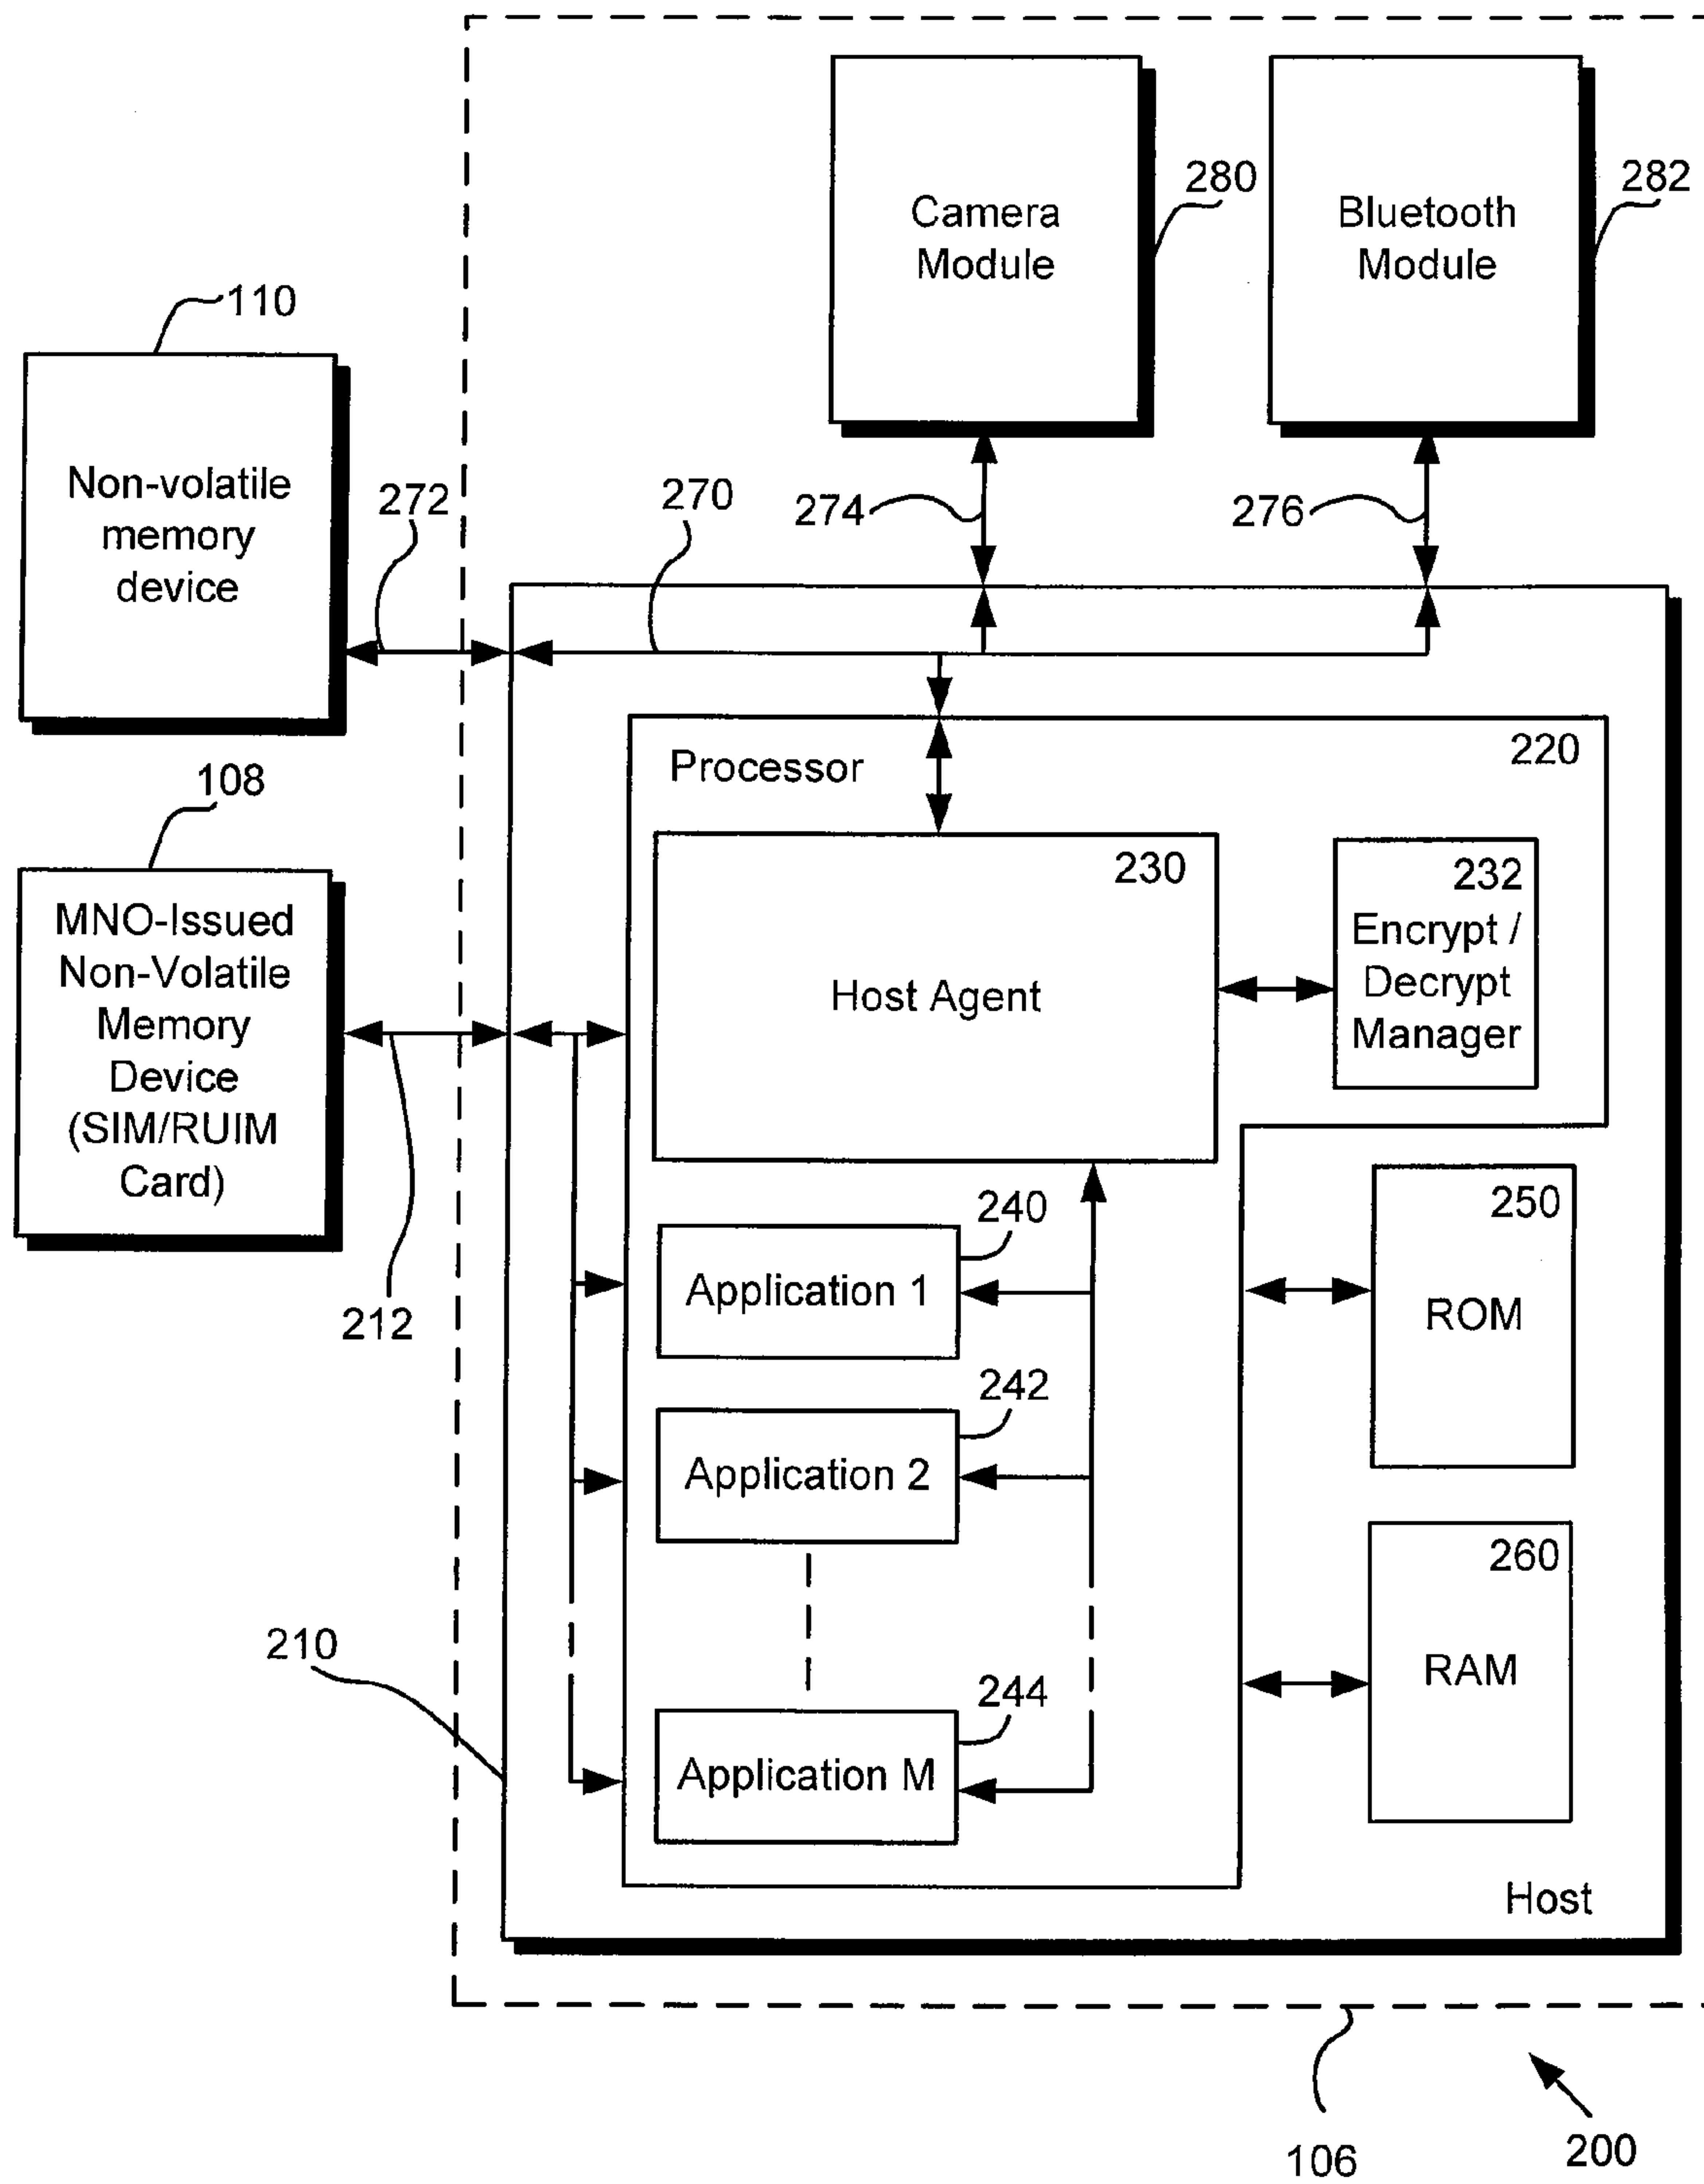 280
282
Camera
Module
Bluetooth
Module
110
Non-volatile
memory
device
272
270
274
276
108
MNO-Issued
Non-Volatile
Memory
Device
(SIM/RUIM
Card)
212
Processor
220
230
Host Agent
232
Encrypt /
Decrypt
Manager
240
Application 1
242
Application 2
244
Application M
250
ROM
260
RAM
210
Host
106
200